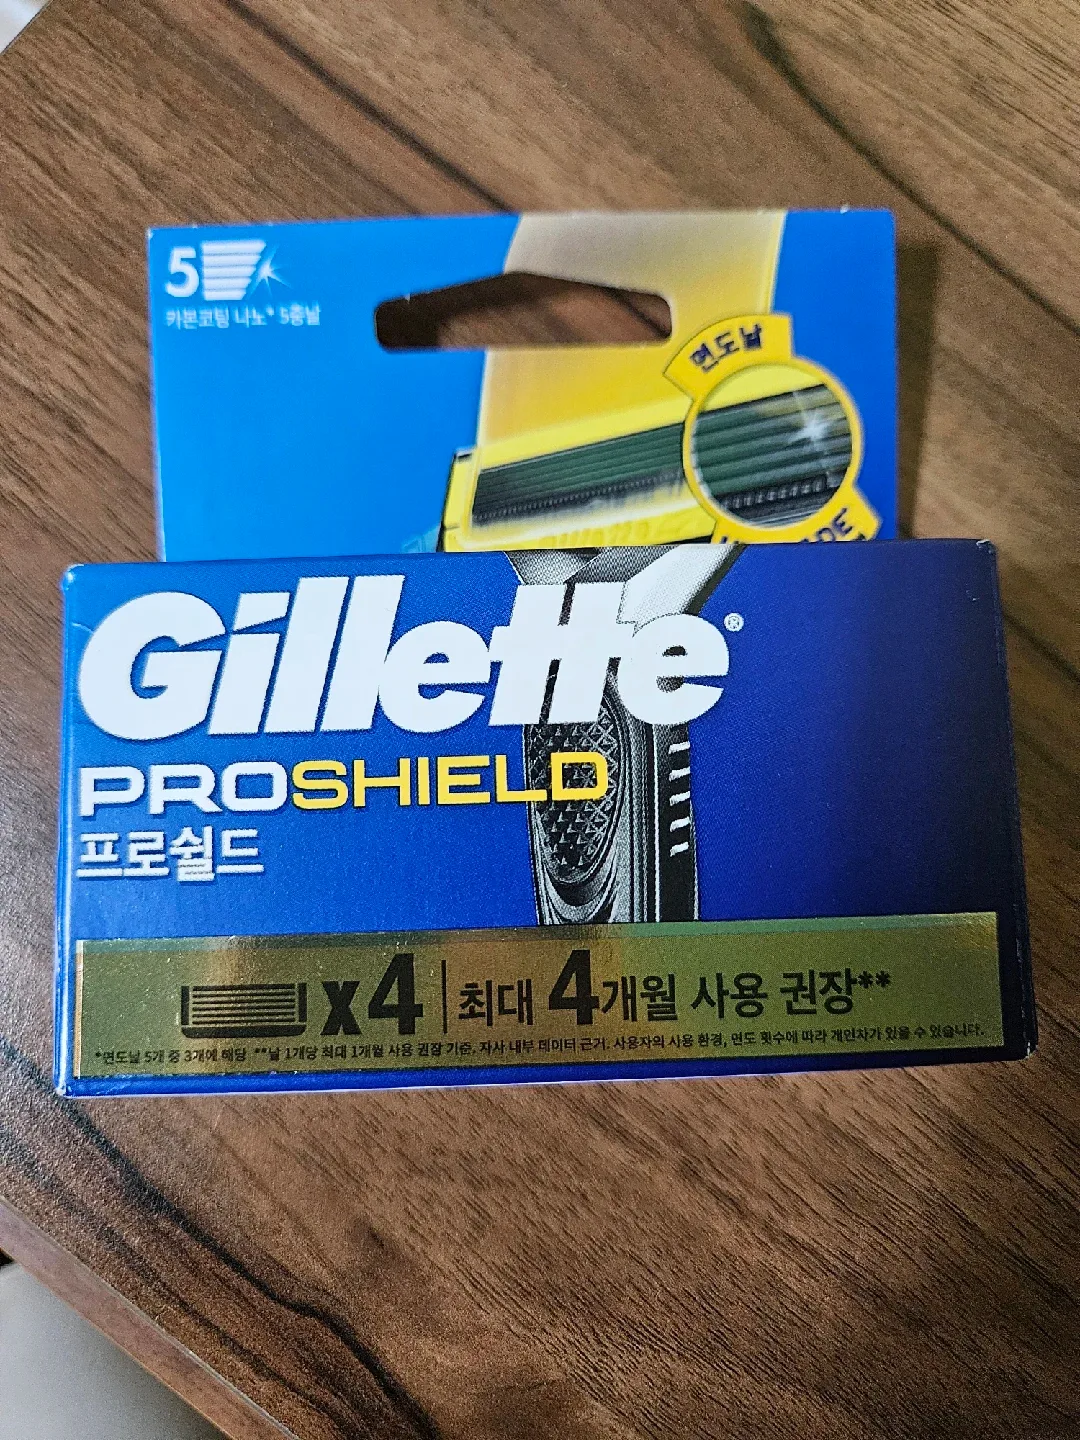 5
카본코팅 나노* 5중날
면도날
Gillette®
PROSHIELD
프로쉴드
x4 최대 4개월 사용 권장**
*면도날 5개 중 3개에 해당 **날 1개당 최대 1개월 사용 권장 기준. 자사 내부 데이터 근거. 사용자의 사용 환경, 면도 횟수에 따라 개인차가 있을 수 있습니다.